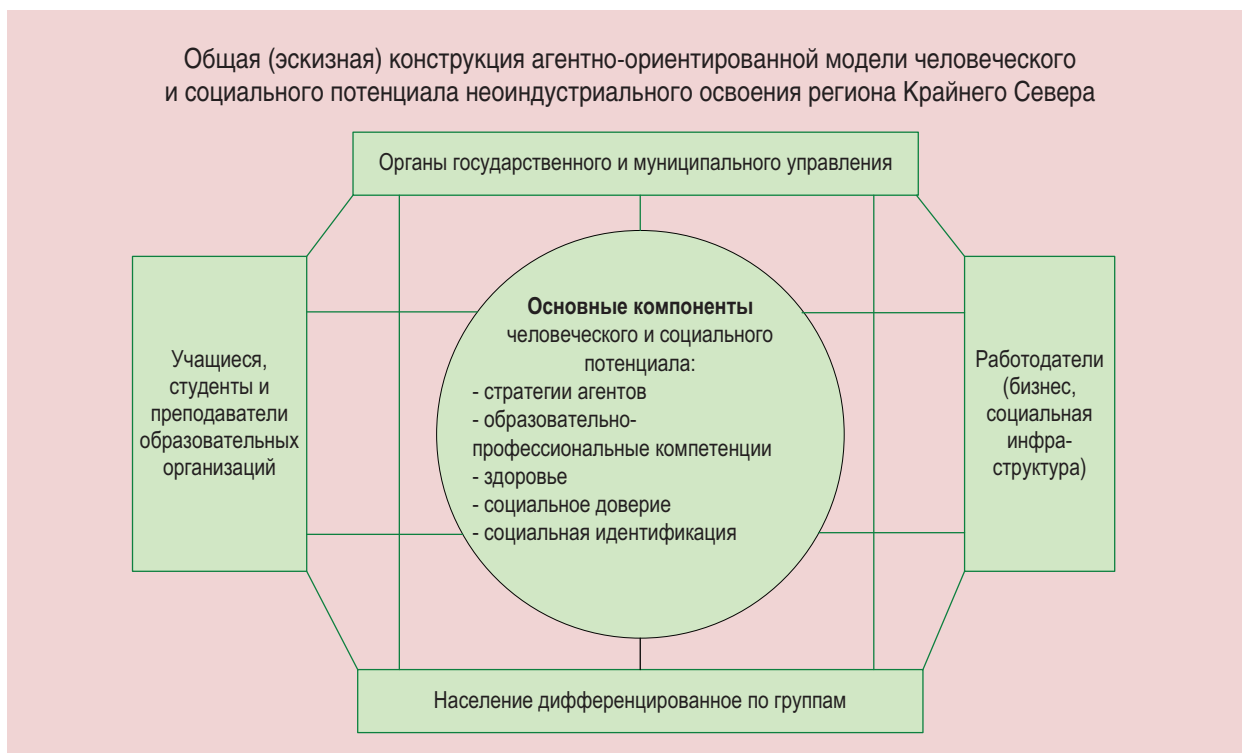 Общая (эскизная) конструкция агентно-ориентированной модели человеческого
и социального потенциала неоиндустриального освоения региона Крайнего Севера
Органы государственного и муниципального управления
Учащиеся,
студенты и
преподаватели
образовательных
организаций
Основные компоненты
человеческого и социального
потенциала:
- стратегии агентов
- образовательно-
профессиональные компетенции
- здоровье
- социальное доверие
- социальная идентификация
Работодатели
(бизнес,
социальная
инфра-
структура)
Население дифференцированное по группам